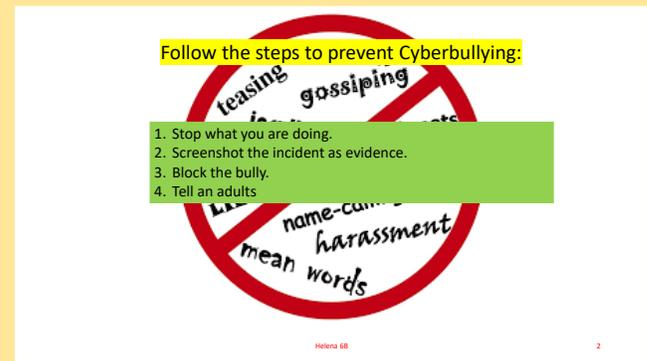 Follow the steps to prevent Cyberbullying:
teasing
gossiping
1. Stop what you are doing.
2. Screenshot the incident as evidence.
3. Block the bully.
4. Tell an adults
harassment
mean words
Helena 6B
2